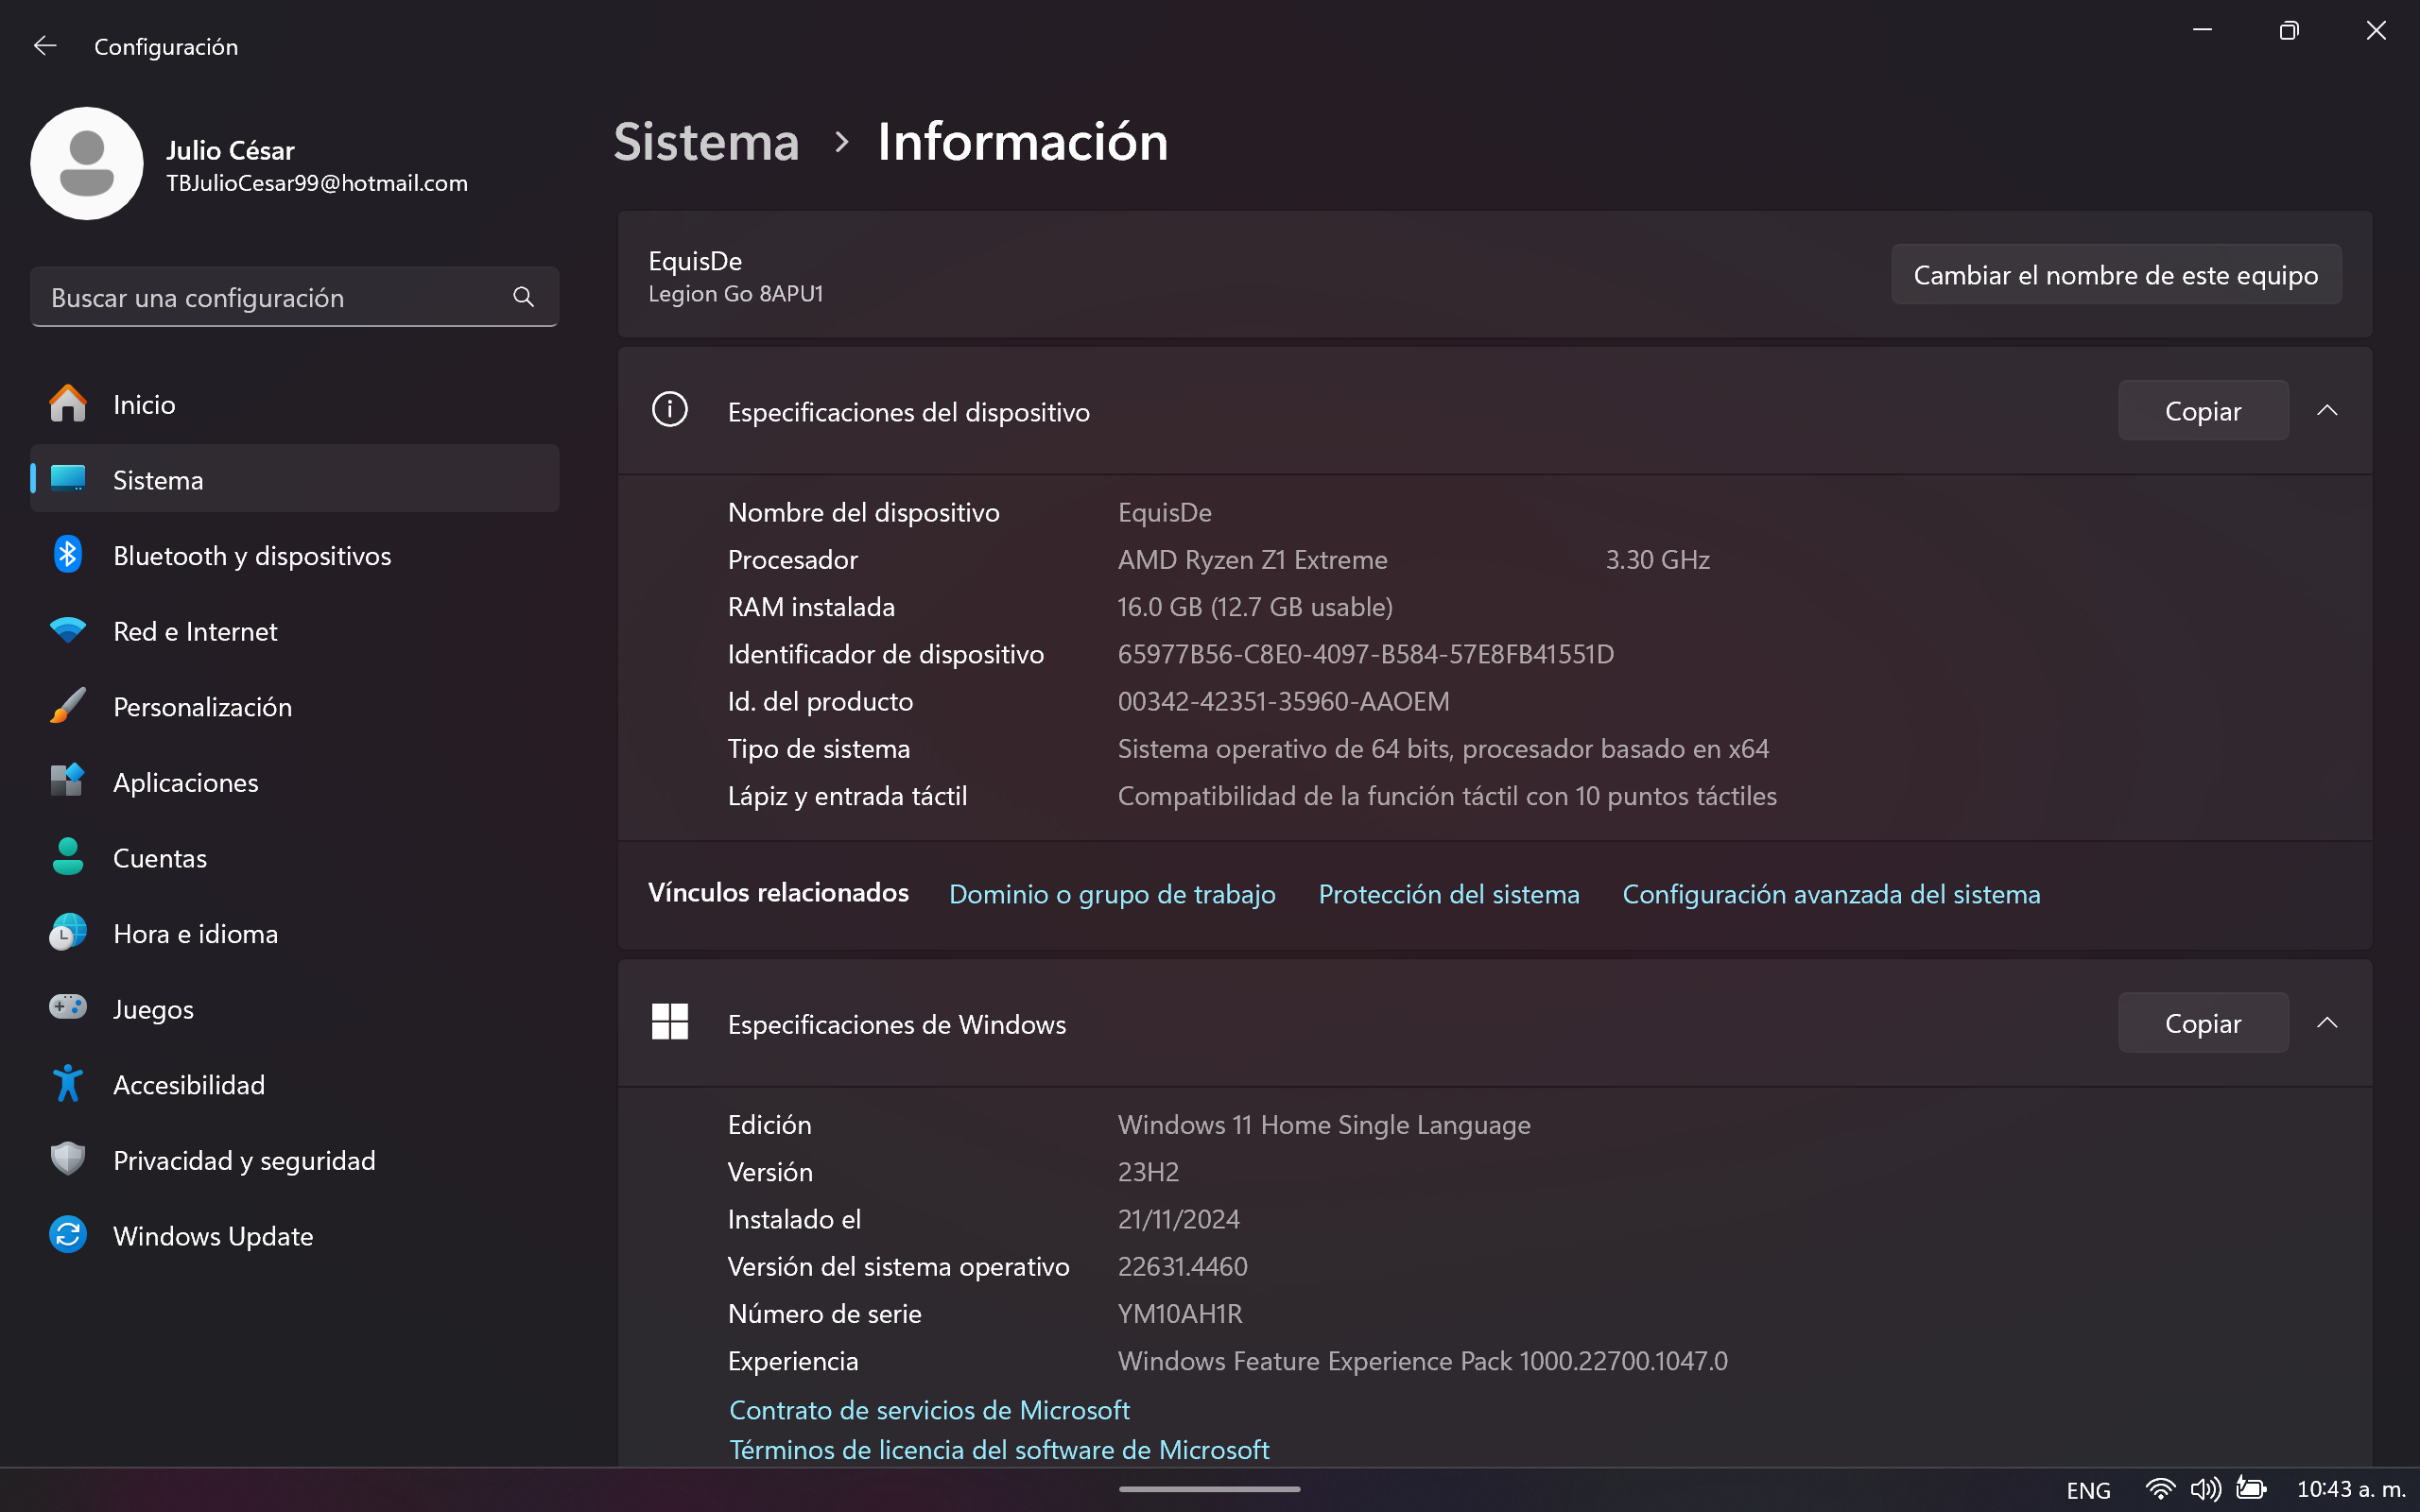 Configuración
Julio César
TBJulioCesar99@hotmail.com
Buscar una configuración
Inicio
Sistema
Bluetooth y dispositivos
Red e Internet
Personalización
Aplicaciones
Cuentas
Hora e idioma
Juegos
Accesibilidad
Privacidad y seguridad
Windows Update
Sistema › Información
EquisDe
Legion Go 8APU1
Cambiar el nombre de este equipo
Especificaciones del dispositivo
Copiar
Nombre del dispositivo EquisDe
Procesador AMD Ryzen Z1 Extreme 3.30 GHz
RAM instalada 16.0 GB (12.7 GB usable)
Identificador de dispositivo 65977B56-C8E0-4097-B584-57E8FB41551D
Id. del producto 00342-42351-35960-AAOEM
Tipo de sistema Sistema operativo de 64 bits, procesador basado en x64
Lápiz y entrada táctil Compatibilidad de la función táctil con 10 puntos táctiles
Vínculos relacionados Dominio o grupo de trabajo Protección del sistema Configuración avanzada del sistema
Especificaciones de Windows
Copiar
Edición Windows 11 Home Single Language
Versión 23H2
Instalado el 21/11/2024
Versión del sistema operativo 22631.4460
Número de serie YM10AH1R
Experiencia Windows Feature Experience Pack 1000.22700.1047.0
Contrato de servicios de Microsoft
Términos de licencia del software de Microsoft
ENG 10:43 a. m.